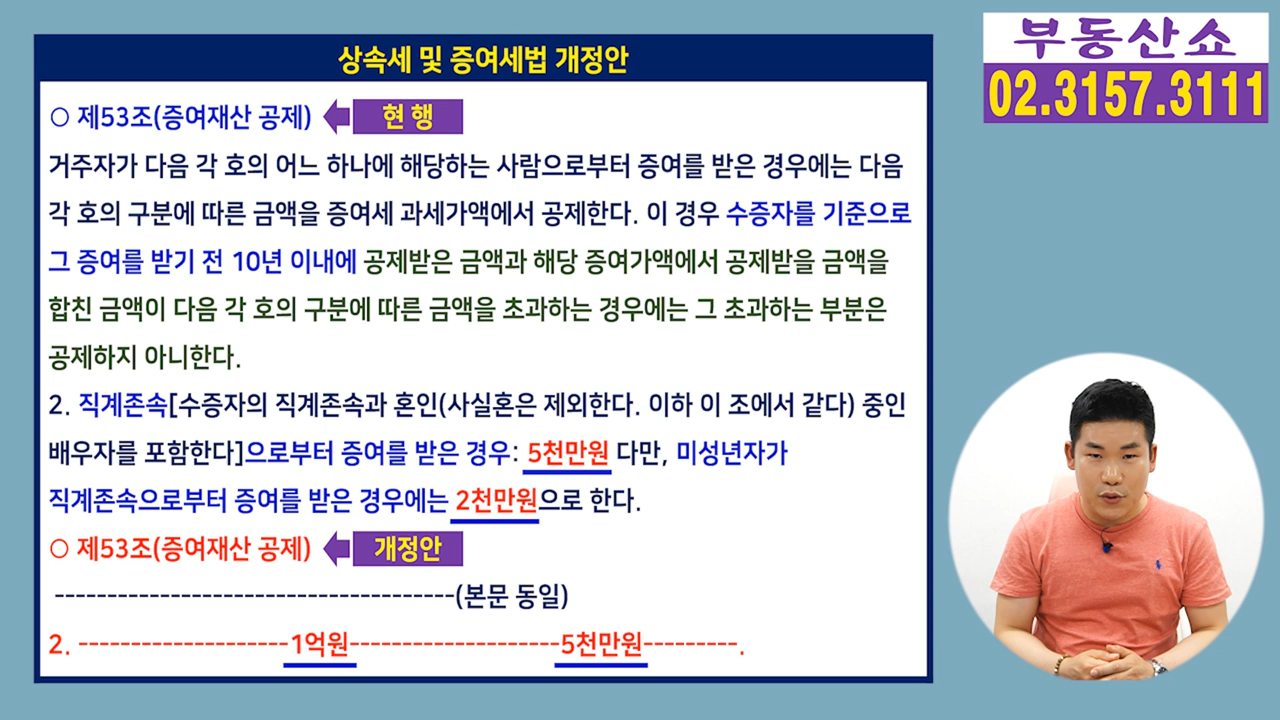 상속세 및 증여세법 개정안
부동산쇼
02.3157.3111
○ 제53조(증여재산 공제) 현 행
거주자가 다음 각 호의 어느 하나에 해당하는 사람으로부터 증여를 받은 경우에는 다음
각 호의 구분에 따른 금액을 증여세 과세가액에서 공제한다. 이 경우 수증자를 기준으로
그 증여를 받기 전 10년 이내에 공제받은 금액과 해당 증여가액에서 공제받을 금액을
합친 금액이 다음 각 호의 구분에 따른 금액을 초과하는 경우에는 그 초과하는 부분은
공제하지 아니한다.
2. 직계존속[수증자의 직계존속과 혼인(사실혼은 제외한다. 이하 이 조에서 같다) 중인
배우자를 포함한다]으로부터 증여를 받은 경우: 5천만원 다만, 미성년자가
직계존속으로부터 증여를 받은 경우에는 2천만원으로 한다.
○ 제53조(증여재산 공제) 개정안
--------------------------------------(본문 동일)
2. --------------------1억원--------------------5천만원---------.